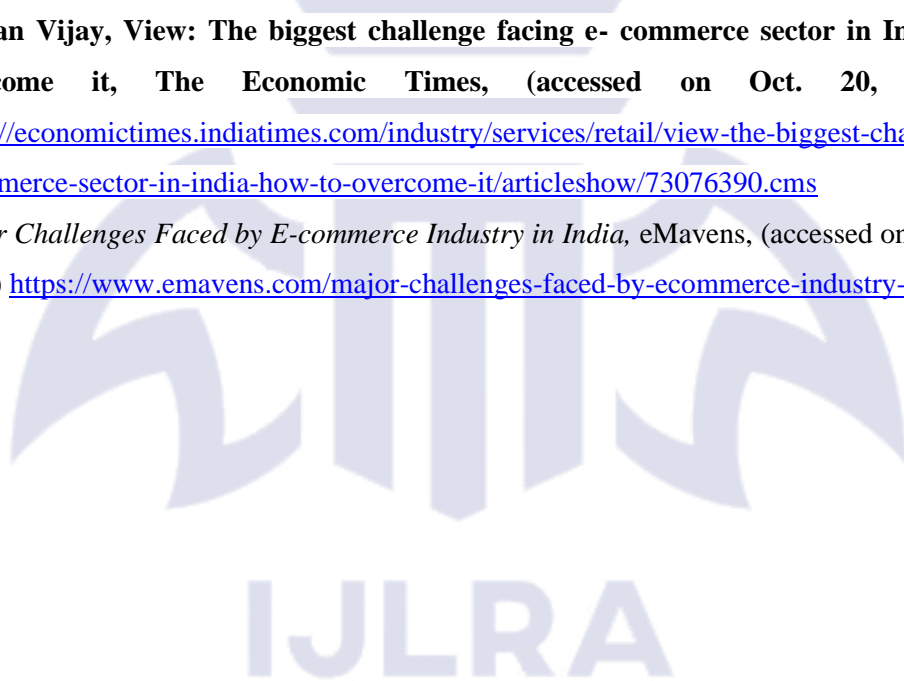 an Vijay, View: The biggest challenge facing e- commerce sector in In
come it, The Economic Times, (accessed on Oct. 20,
//economictimes.indiatimes.com/industry/services/retail/view-the-biggest-cha
merce-sector-in-india-how-to-overcome-it/articleshow/73076390.cms
r Challenges Faced by E-commerce Industry in India, eMavens, (accessed on
) https://www.emavens.com/major-challenges-faced-by-ecommerce-industry-
IJLRA